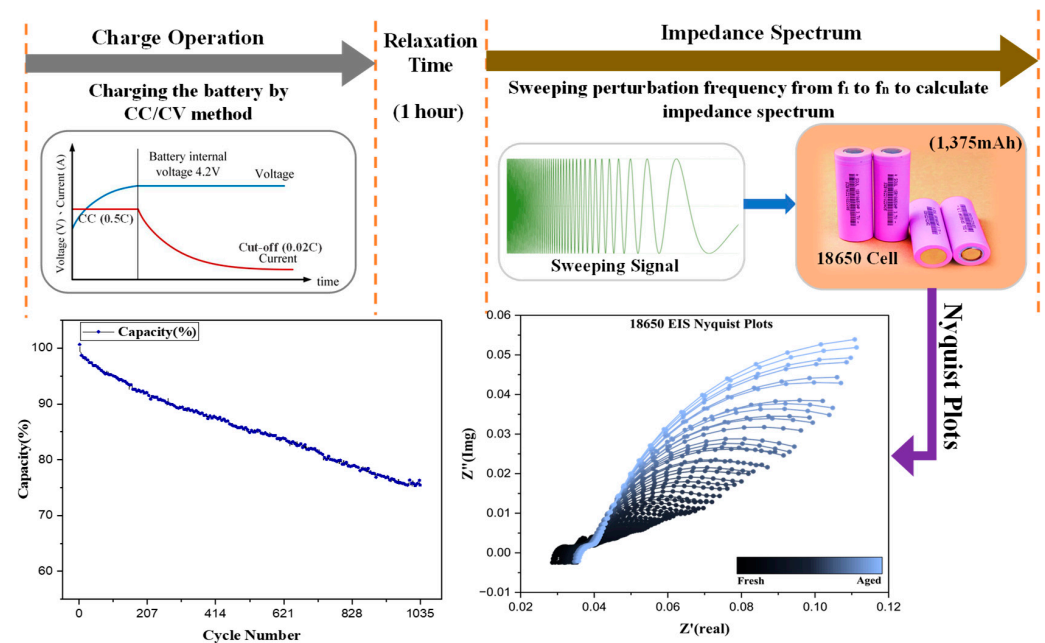 Charge Operation
Relaxation
Time
(1 hour)
Impedance Spectrum
Charging the battery by
CC/CV method
Sweeping perturbation frequency from f₁ to fₙ to calculate
impedance spectrum
Voltage (V)、Current (A)
Battery internal
voltage 4.2V
Voltage
CC (0.5C)
Cut-off (0.02C)
Current
time
Sweeping Signal
(1,375mAh)
18650 Cell
Nyquist Plots
Capacity(%)
Capacity(%)
100
90
80
70
60
0
207
414
621
828
1035
Cycle Number
18650 EIS Nyquist Plots
Z''(Img)
0.06
0.05
0.04
0.03
0.02
0.01
0.00
−0.01
Fresh
Aged
0.02
0.04
0.06
0.08
0.10
0.12
Z'(real)